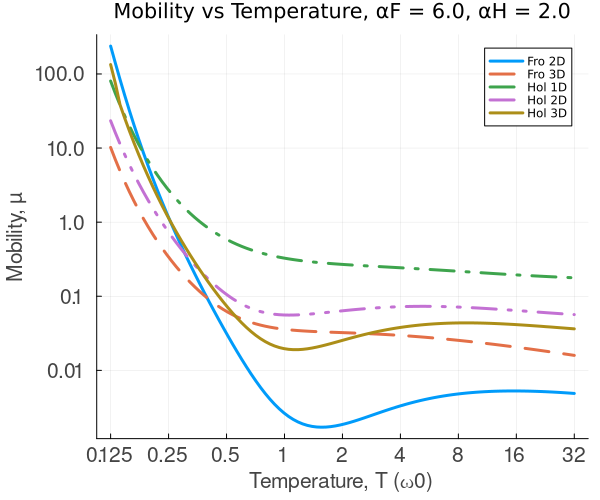 Mobility vs Temperature, αF = 6.0, αH = 2.0
Fro 2D
Fro 3D
Hol 1D
Hol 2D
Hol 3D
Mobility, μ
100.0
10.0
1.0
0.1
0.01
0.125 0.25 0.5 1 2 4 8 16 32
Temperature, T (ω0)